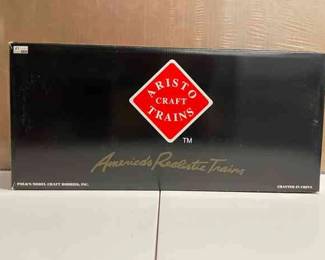 ARISTO
CRAFT
TRAINS
TM
America's Realistic Trains
POLK'S MODEL CRAFT HOBBIES, INC.
CRAFTED IN CHINA